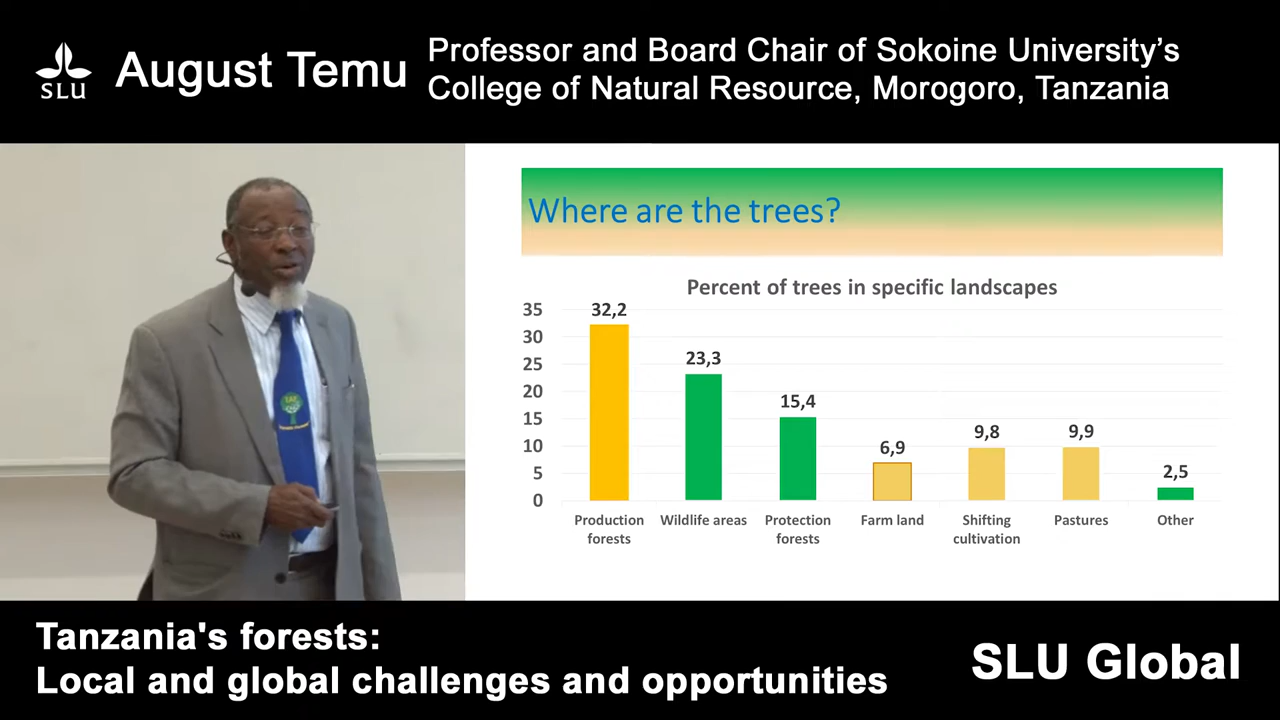 SLU
August Temu
Professor and Board Chair of Sokoine University's
College of Natural Resource, Morogoro, Tanzania
Where are the trees?
Percent of trees in specific landscapes
35
30
25
20
15
10
5
0
32,2
23,3
15,4
6,9
9,8
9,9
2,5
Production forests
Wildlife areas
Protection forests
Farm land
Shifting cultivation
Pastures
Other
Tanzania's forests:
Local and global challenges and opportunities
SLU Global